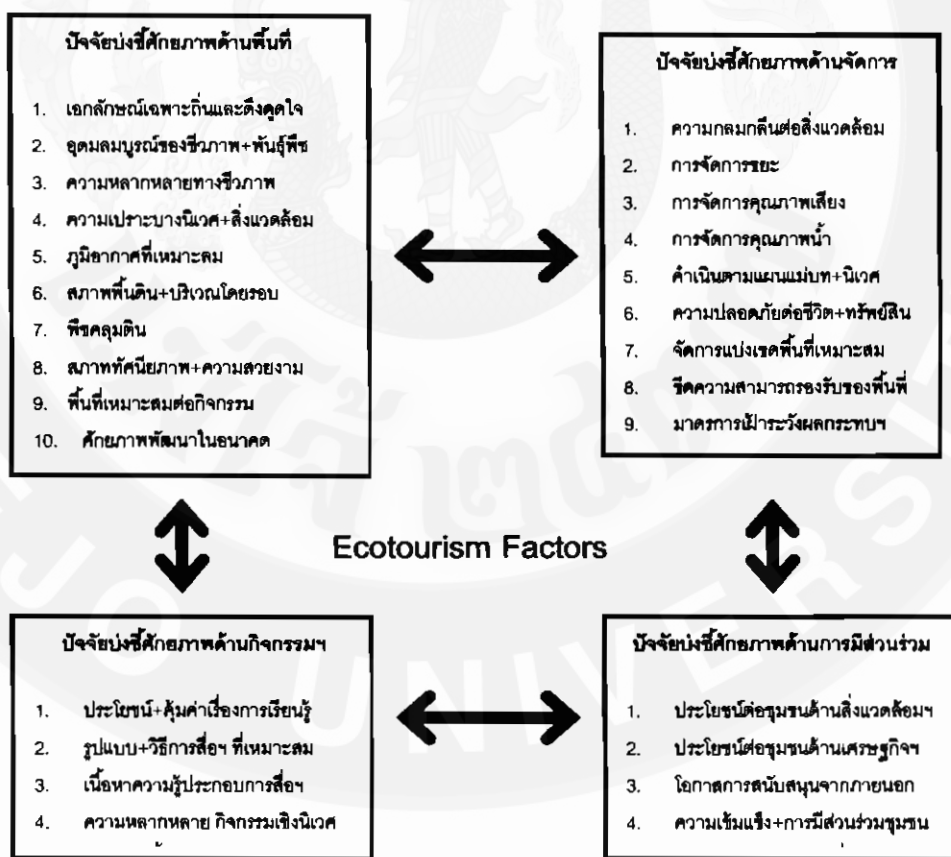 ปัจจัยบ่งชี้ศักยภาพด้านพื้นที่
1. เอกลักษณ์เฉพาะถิ่นและดึงดูดใจ
2. อุดมสมบูรณ์ของชีวภาพ+พันธุ์พืช
3. ความหลากหลายทางชีวภาพ
4. ความเปราะบางนิเวศ+สิ่งแวดล้อม
5. ภูมิอากาศที่เหมาะสม
6. สภาพพื้นดิน+บริเวณโดยรอบ
7. พืชคลุมดิน
8. สภาพทัศนียภาพ+ความสวยงาม
9. พื้นที่เหมาะสมต่อกิจกรรม
10. ศักยภาพพัฒนาในอนาคต
ปัจจัยบ่งชี้ศักยภาพด้านจัดการ
1. ความกลมกลืนต่อสิ่งแวดล้อม
2. การจัดการขยะ
3. การจัดการคุณภาพเสียง
4. การจัดการคุณภาพน้ำ
5. ดำเนินตามแผนแม่บท+นิเวศ
6. ความปลอดภัยต่อชีวิต+ทรัพย์สิน
7. จัดการแบ่งเขตพื้นที่เหมาะสม
8. ขีดความสามารถรองรับของพื้นที่
9. มาตรการเฝ้าระวังผลกระทบฯ
Ecotourism Factors
ปัจจัยบ่งชี้ศักยภาพด้านกิจกรรมฯ
1. ประโยชน์+คุ้มค่าเรื่องการเรียนรู้
2. รูปแบบ+วิธีการสื่อฯ ที่เหมาะสม
3. เนื้อหาความรู้ประกอบการสื่อฯ
4. ความหลากหลาย กิจกรรมเชิงนิเวศ
ปัจจัยบ่งชี้ศักยภาพด้านการมีส่วนร่วม
1. ประโยชน์ต่อชุมชนด้านสิ่งแวดล้อมฯ
2. ประโยชน์ต่อชุมชนด้านเศรษฐกิจฯ
3. โอกาสการสนับสนุนจากภายนอก
4. ความเข้มแข็ง+การมีส่วนร่วมชุมชน